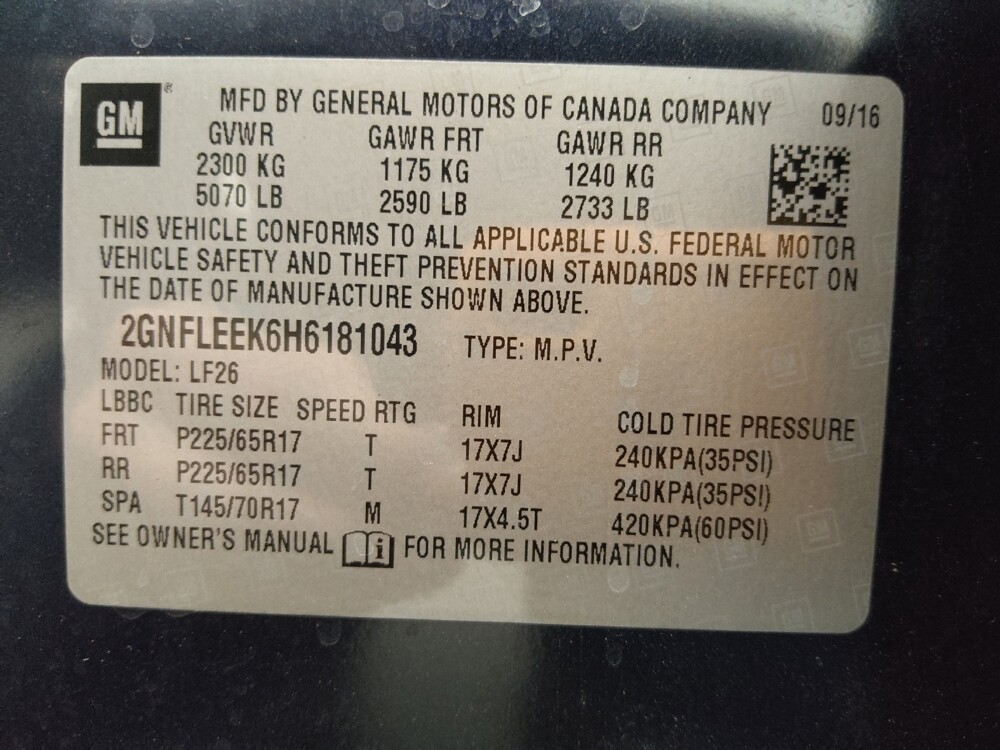 GM ® MFD BY GENERAL MOTORS OF CANADA COMPANY 09/16
GVWR GAWR FRT GAWR RR
2300 KG 1175 KG 1240 KG
5070 LB 2590 LB 2733 LB
THIS VEHICLE CONFORMS TO ALL APPLICABLE U.S. FEDERAL MOTOR
VEHICLE SAFETY AND THEFT PREVENTION STANDARDS IN EFFECT ON
THE DATE OF MANUFACTURE SHOWN ABOVE.
2GNFLEEK6H6181043 TYPE: M.P.V.
MODEL: LF26
LBBC TIRE SIZE SPEED RTG RIM COLD TIRE PRESSURE
FRT P225/65R17 T 17X7J 240KPA(35PSI)
RR P225/65R17 T 17X7J 240KPA(35PSI)
SPA T145/70R17 M 17X4.5T 420KPA(60PSI)
SEE OWNER'S MANUAL i FOR MORE INFORMATION.